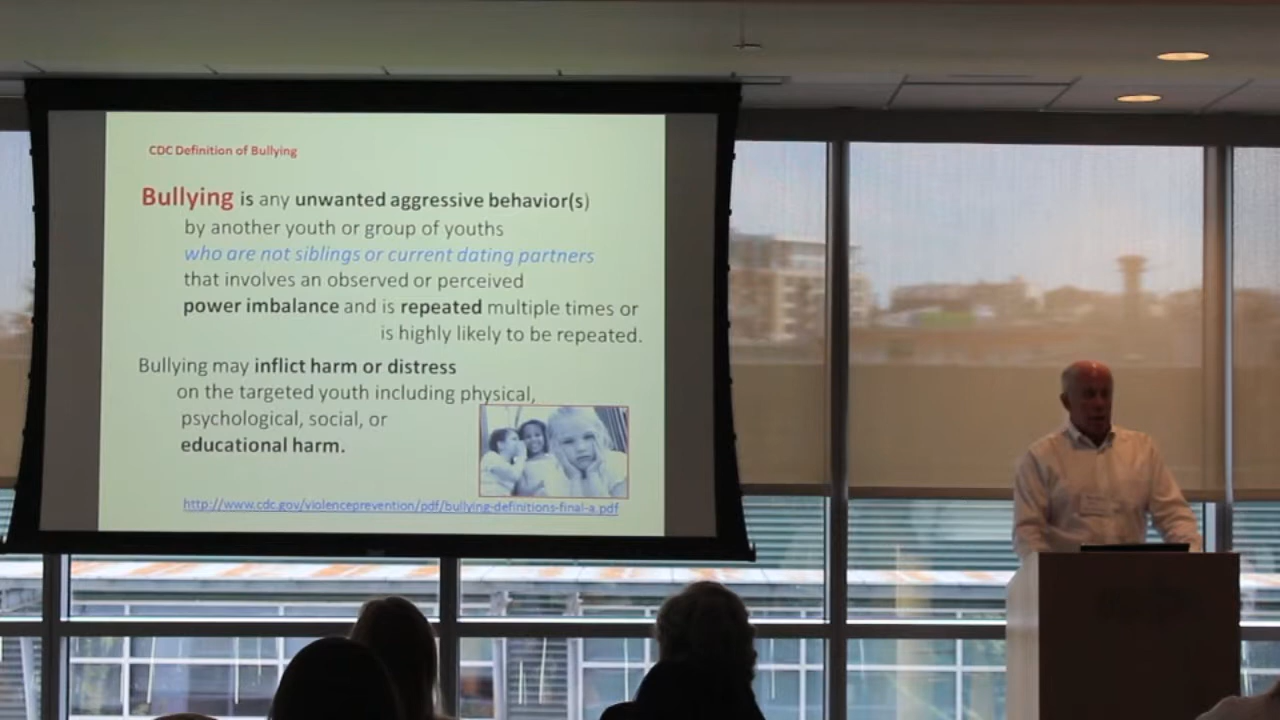 CDC Definition of Bullying
Bullying is any unwanted aggressive behavior(s)
by another youth or group of youths
who are not siblings or current dating partners
that involves an observed or perceived
power imbalance and is repeated multiple times or
is highly likely to be repeated.
Bullying may inflict harm or distress
on the targeted youth including physical,
psychological, social, or
educational harm.
http://www.cdc.gov/violenceprevention/pdf/bullying-definitions-final-a.pdf